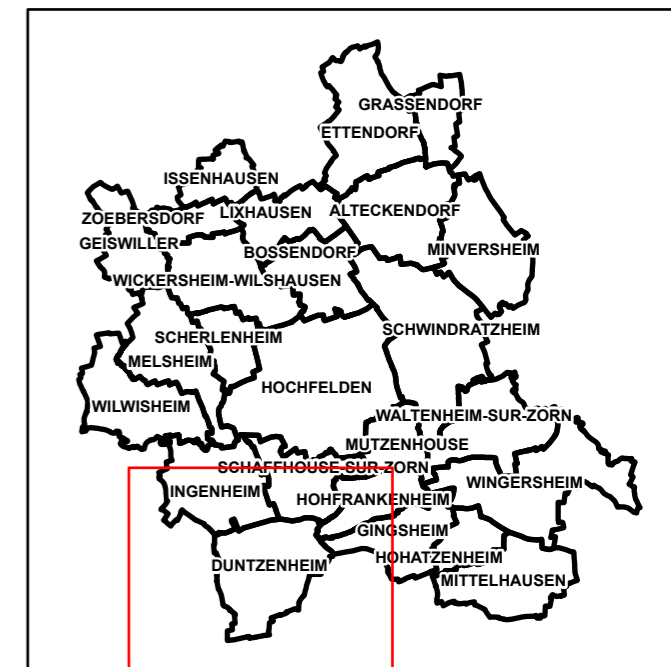 GRASSENDORF
ETTENDORF
ISSENHAUSEN
ZOEBERSDORF
LIXHAUSEN
ALTECKENDORF
GEISWILLER
BOSSENDORF
MINVERSHEIM
WICKERSHEIM-WILSHAUSEN
SCHERLENHEIM
SCHWINDRATZHEIM
MELSHEIM
HOCHFELDEN
WILWISHEIM
WALTENHEIM-SUR-ZORN
MUTZENHOUSE
SCHAFFHOUSE-SUR-ZORN
INGENHEIM
HOHFRANKENHEIM
WINGERSHEIM
GINGSHEIM
DUNTZENHEIM
HOHATZENHEIM
MITTELHAUSEN